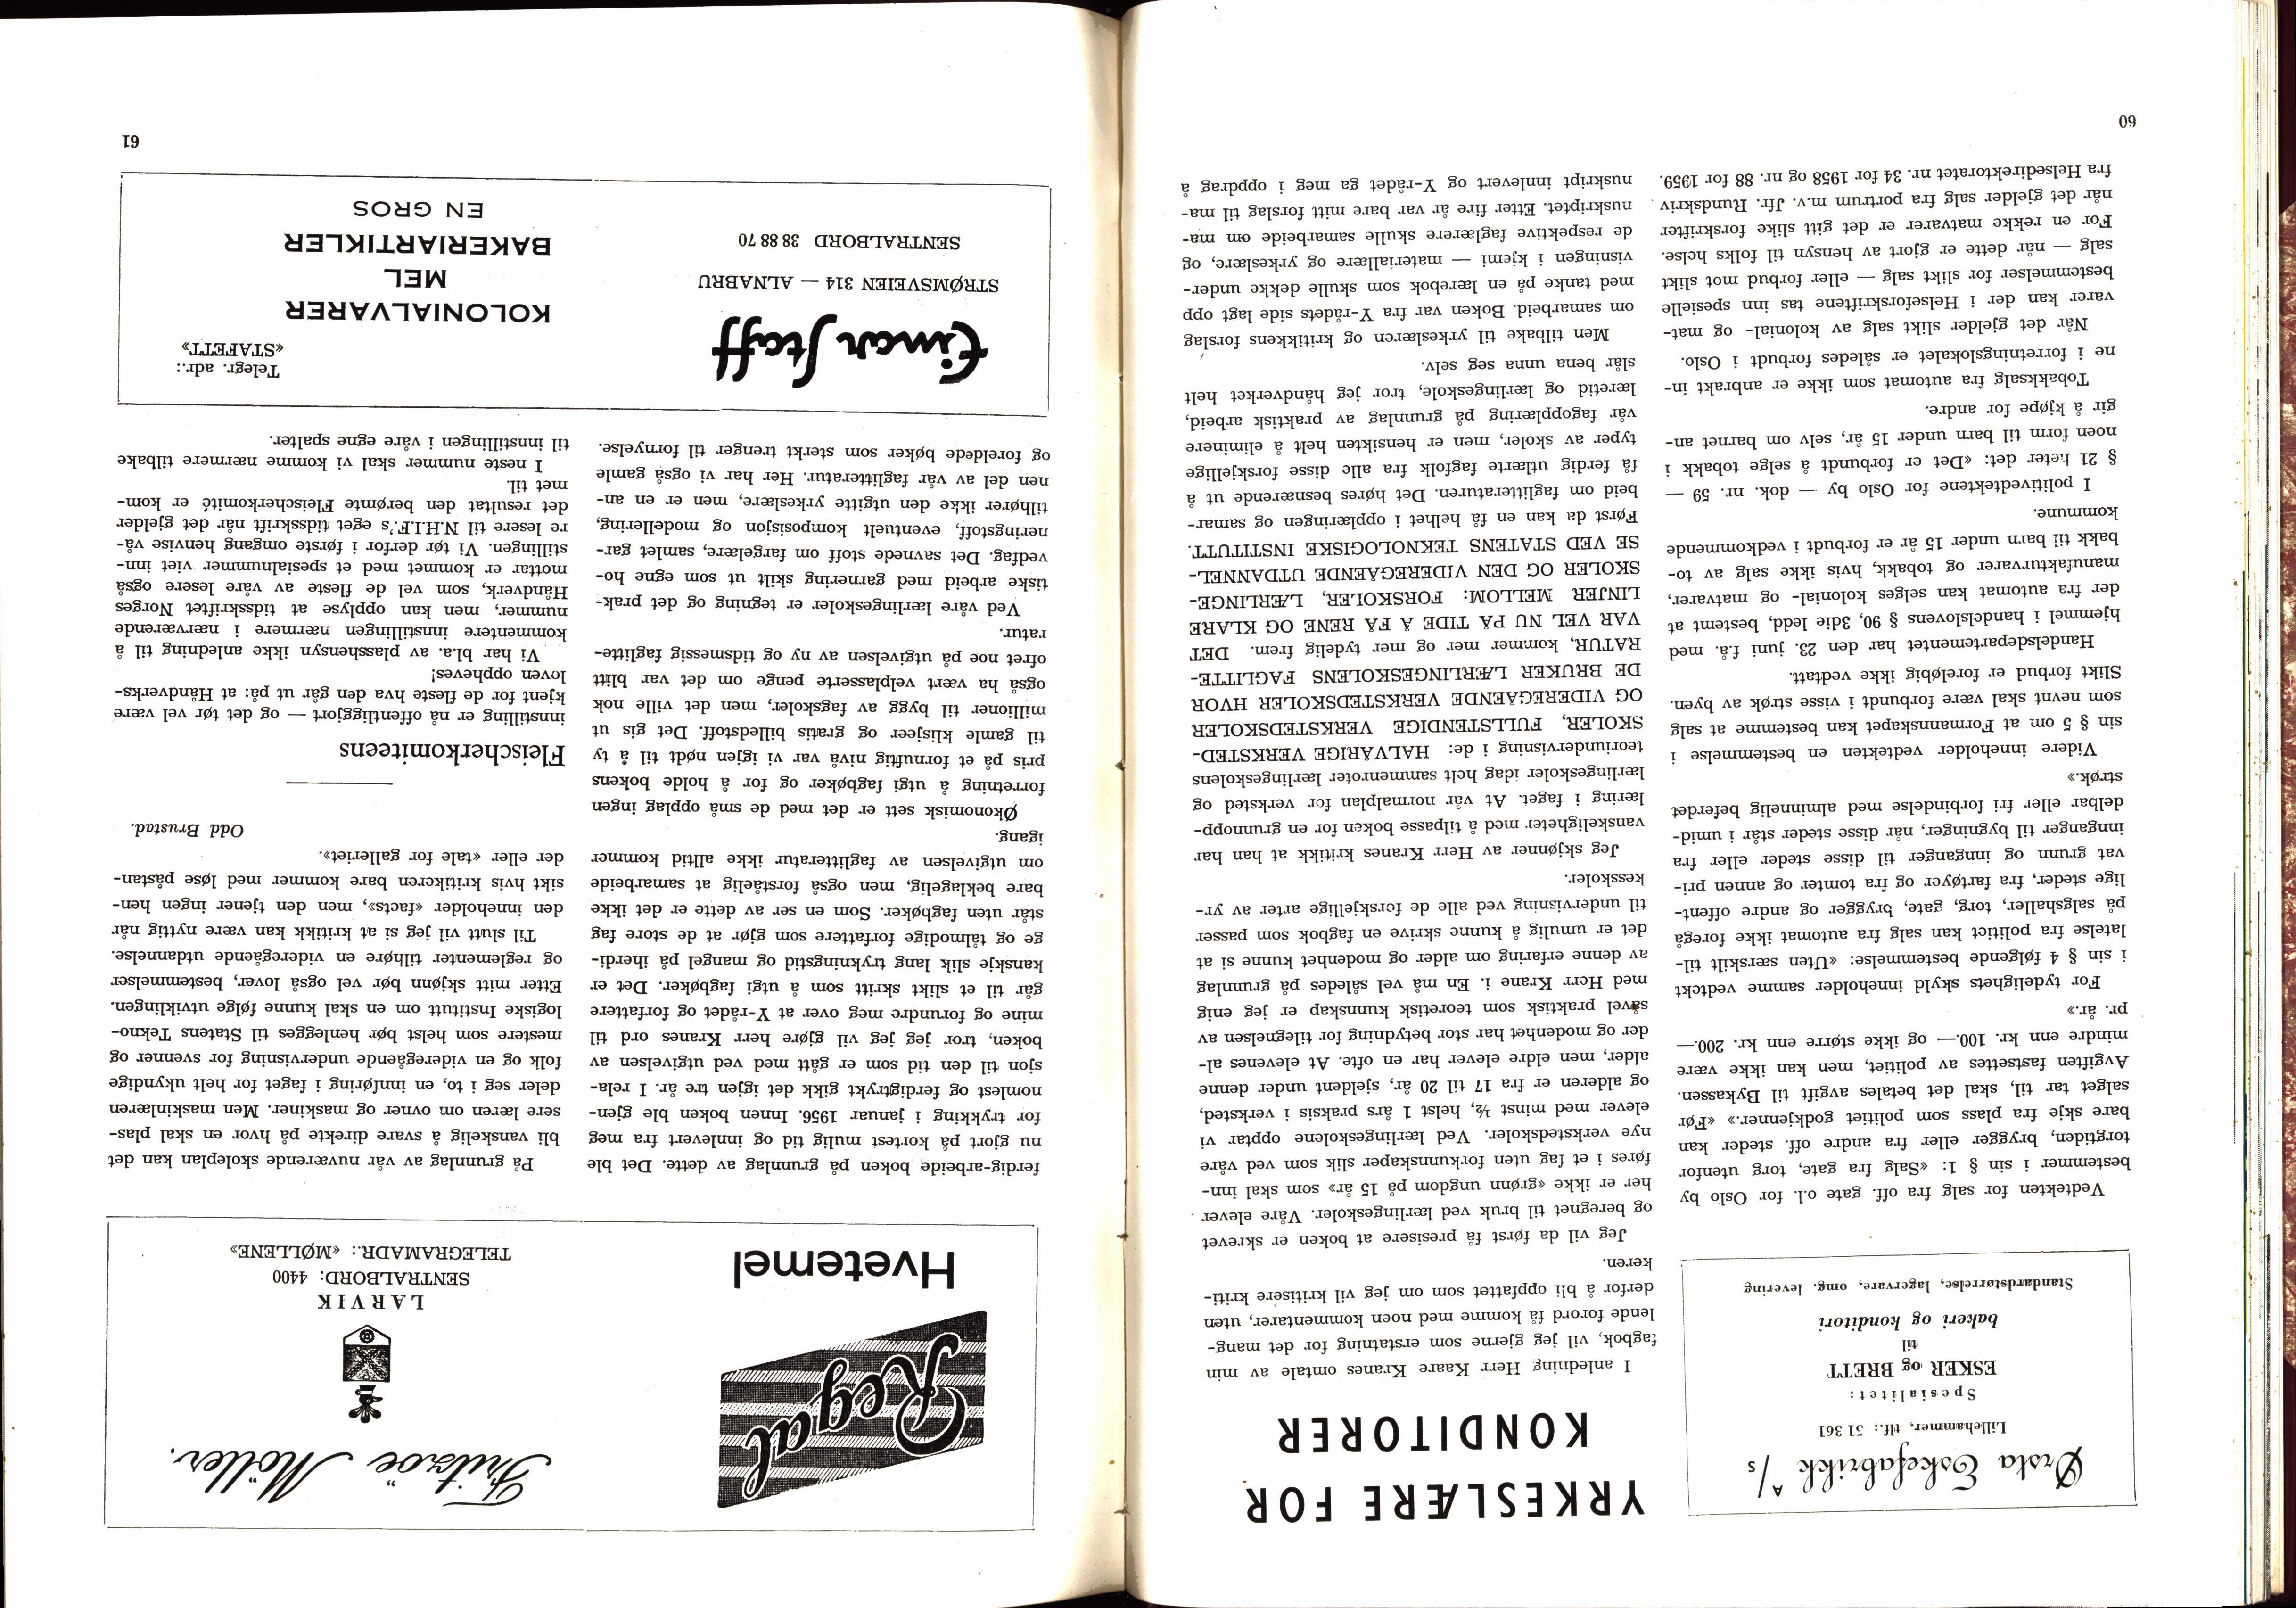 Ørsta Eskefabrikk A/S
Lillehammer, tlf.: 51 361
Spesialitet:
ESKER og BRETT
til
bakeri og konditori
Standardstørrelse, lagervare, omg. levering
Vedtekten for salg fra off. gate o.l. for Oslo by
bestemmer i sin § 1: «Salg fra gate, torg utenfor
torgtiden, brygger eller fra andre off. steder kan
bare skje fra plass som politiet godkjenner.» «Før
salget tar til, skal det betales avgift til Bykassen.
Avgiften fastsettes av politiet, men kan ikke være
mindre enn kr. 100.— og ikke større enn kr. 200.—
pr. år.»
For tydelighets skyld inneholder samme vedtekt
i sin § 4 følgende bestemmelse: «Uten særskilt til-
latelse fra politiet kan salg fra automat ikke foregå
på salgshaller, torg, gate, brygger og andre offent-
lige steder, fra fartøyer og fra tomter og annen pri-
vat grunn og innganger til disse steder eller fra
innganger til bygninger, når disse steder står i umid-
delbar eller fri forbindelse med alminnelig beferdet
strøk.»
Videre inneholder vedtekten en bestemmelse i
sin § 5 om at Formannskapet kan bestemme at salg
som nevnt skal være forbundt i visse strøk av byen.
Slikt forbud er foreløbig ikke vedtatt.
Handelsdepartementet har den 23. juni f.å. med
hjemmel i handelslovens § 90, 3die ledd, bestemt at
der fra automat kan selges kolonial- og matvarer,
manufakturvarer og tobakk, hvis ikke salg av to-
bakk til barn under 15 år er forbudt i vedkommende
kommune.
I politivedtektene for Oslo by — dok. nr. 59 —
§ 21 heter det: «Det er forbundt å selge tobakk i
noen form til barn under 15 år, selv om barnet an-
gir å kjøpe for andre.
Tobakksalg fra automat som ikke er anbrakt in-
ne i forretningslokalet er således forbudt i Oslo.
Når det gjelder slikt salg av kolonial- og mat-
varer kan der i Helseforskriftene tas inn spesielle
bestemmelser for slikt salg — eller forbud mot slikt
salg — når dette er gjort av hensyn til folks helse.
For en rekke matvarer er det gitt slike forskrifter
når det gjelder salg fra portrum m.v. Jfr. Rundskriv
fra Helsedirektoratet nr. 34 for 1958 og nr. 88 for 1959.
60
YRKESLÆRE FOR
KONDITORER
I anledning Herr Kaare Kranes omtale av min
fagbok, vil jeg gjerne som erstatning for det mang-
lende forord få komme med noen kommentarer, uten
derfor å bli oppfattet som om jeg vil kritisere kriti-
keren.
Jeg vil da først få presisere at boken er skrevet
og beregnet til bruk ved lærlingeskoler. Våre elever
her er ikke «grønn ungdom på 15 år» som skal inn-
føres i et fag uten forkunnskaper slik som ved våre
nye verkstedskoler. Ved lærlingeskolene opptar vi
elever med minst ½, helst 1 års praksis i verksted,
og alderen er fra 17 til 20 år, sjeldent under denne
alder, men eldre elever har en ofte. At elevenes al-
der og modenhet har stor betydning for tilegnelsen av
såvel praktisk som teoretisk kunnskap er jeg enig
med Herr Krane i. En må vel således på grunnlag
av denne erfaring om alder og modenhet kunne si at
det er umulig å kunne skrive en fagbok som passer
til undervisning ved alle de forskjellige arter av yr-
kesskoler.
Jeg skjønner av Herr Kranes kritikk at han har
vanskeligheter med å tilpasse boken for en grunnopp-
læring i faget. At vår normalplan for verksted og
lærlingeskoler idag helt sammenroter lærlingeskolens
teoriundervisning i de: HALVÅRIGE VERKSTED-
SKOLER, FULLSTENDIGE VERKSTEDSKOLER
OG VIDEREGÅENDE VERKSTEDSKOLER HVOR
DE BRUKER LÆRLINGESKOLENS FAGLITTE-
RATUR, kommer mer og mer tydelig frem. DET
VAR VEL NU PÅ TIDE Å FÅ RENE OG KLARE
LINJER MELLOM: FORSKOLER, LÆRLINGE-
SKOLER OG DEN VIDEREGÅENDE UTDANNEL-
SE VED STATENS TEKNOLOGISKE INSTITUTT.
Først da kan en få helhet i opplæringen og samar-
beid om faglitteraturen. Det høres besnærende ut å
få ferdig utlærte fagfolk fra alle disse forskjellige
typer av skoler, men er hensikten helt å eliminere
vår fagopplæring på grunnlag av praktisk arbeid,
læretid og lærlingeskole, tror jeg håndverket helt
slår bena unna seg selv.
Men tilbake til yrkeslæren og kritikkens forslag
om samarbeid. Boken var fra Y-rådets side lagt opp
med tanke på en lærebok som skulle dekke under-
visningen i kjemi — materiallære og yrkeslære, og
de respektive faglærere skulle samarbeide om ma-
nuskriptet. Etter fire år var bare mitt forslag til ma-
nuskript innlevert og Y-rådet ga meg i oppdrag å
Regal
Hvetemel
Fritzöe Möller.
LARVIK
SENTRALBORD: 4400
TELEGRAMADR.: «MØLLENE»
ferdig-arbeide boken på grunnlag av dette. Det ble
nu gjort på kortest mulig tid og innlevert fra meg
for trykking i januar 1956. Innen boken ble gjen-
nomlest og ferdigtrykt gikk det igjen tre år. I rela-
sjon til den tid som er gått med ved utgivelsen av
boken, tror jeg jeg vil gjøre herr Kranes ord til
mine og forundre meg over at Y-rådet og forfattere
går til et slikt skritt som å utgi fagbøker. Det er
kanskje slik lang trykningstid og mangel på iherdi-
ge og tålmodige forfattere som gjør at de store fag
står uten fagbøker. Som en ser av dette er det ikke
bare beklagelig, men også forståelig at samarbeide
om utgivelsen av faglitteratur ikke alltid kommer
igang.
Økonomisk sett er det med de små opplag ingen
forretning å utgi fagbøker og for å holde bokens
pris på et fornuftig nivå var vi igjen nødt til å ty
til gamle klisjeer og gratis billedstoff. Det gis ut
millioner til bygg av fagskoler, men det ville nok
også ha vært velplasserte penge om det var blitt
ofret noe på utgivelsen av ny og tidsmessig faglitte-
ratur.
Ved våre lærlingeskoler er tegning og det prak-
tiske arbeid med garnering skilt ut som egne ho-
vedfag. Det savnede stoff om fargelære, samlet gar-
neringstoff, eventuelt komposisjon og modellering,
tilhører ikke den utgitte yrkeslære, men er en an-
nen del av vår faglitteratur. Her har vi også gamle
og foreldede bøker som sterkt trenger til fornyelse.
På grunnlag av vår nuværende skoleplan kan det
bli vanskelig å svare direkte på hvor en skal plas-
sere læren om ovner og maskiner. Men maskinlæren
deler seg i to, en innføring i faget for helt ukyndige
folk og en videregående undervisning for svenner og
mestere som helst bør henlegges til Statens Tekno-
logiske Institutt om en skal kunne følge utviklingen.
Etter mitt skjønn bør vel også lover, bestemmelser
og reglementer tilhøre en videregående utdannelse.
Til slutt vil jeg si at kritikk kan være nyttig når
den inneholder «facts», men den tjener ingen hen-
sikt hvis kritikeren bare kommer med løse påstan-
der eller «tale for galleriet».
Odd Brustad.
Fleischerkomiteens
innstilling er nå offentliggjort — og det tør vel være
kjent for de fleste hva den går ut på: at Håndverks-
loven oppheves!
Vi har bl.a. av plasshensyn ikke anledning til å
kommentere innstillingen nærmere i nærværende
nummer, men kan opplyse at tidsskriftet Norges
Håndverk, som vel de fleste av våre lesere også
mottar er kommet med et spesialnummer viet inn-
stillingen. Vi tør derfor i første omgang henvise vå-
re lesere til N.H.I.F.'s eget tidsskrift når det gjelder
det resultat den berømte Fleischerkomité er kom-
met til.
I neste nummer skal vi komme nærmere tilbake
til innstillingen i våre egne spalter.
Einar Staff
STRØMSVEIEN 314 — ALNABRU
SENTRALBORD 38 88 70
Telegr. adr.:
«STAFETT»
KOLONIALVARER
MEL
BAKERIARTIKLER
EN GROS
61